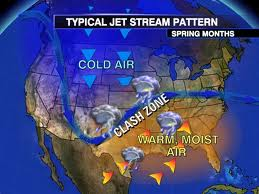 TYPICAL JET STREAM PATTERN
SPRING MONTHS
COLD AIR
CLASH ZONE
WARM, MOIST
AIR